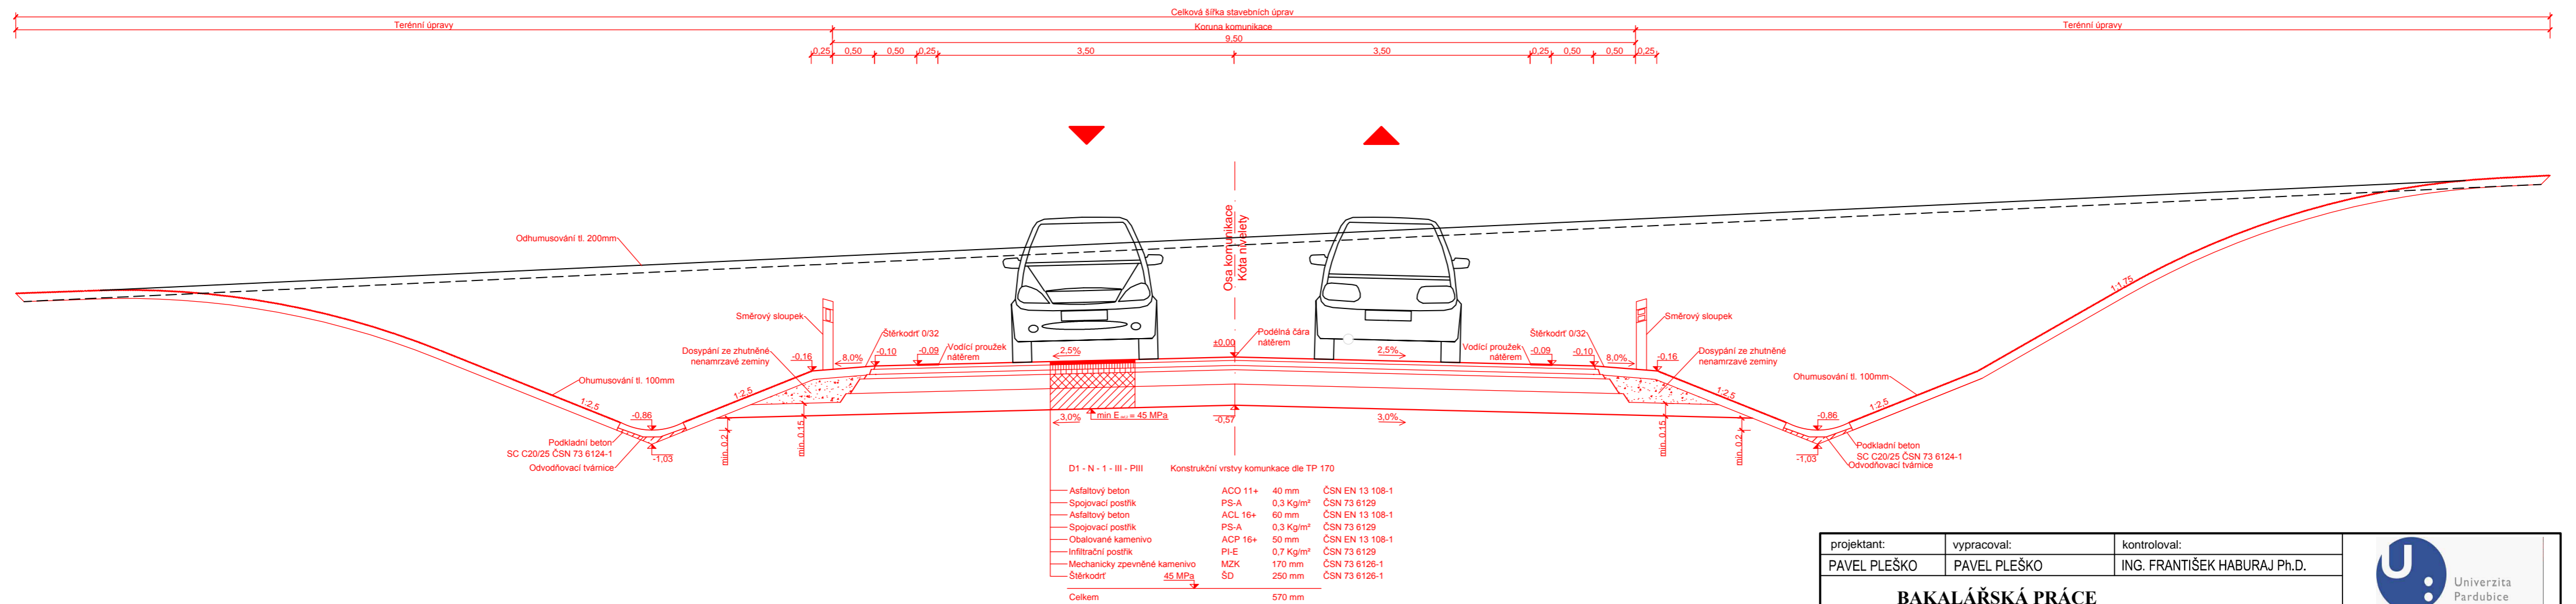 Celková šířka stavebních úprav
Terénní úpravy
Koruna komunikace
Terénní úpravy
9,50
0,25 0,50 0,50 0,25 3,50 3,50 0,25 0,50 0,50 0,25
Osa komunikace
Kóta nivelety
Odhumusování tl. 200mm
1:1,75
Směrový sloupek
Směrový sloupek
Štěrkodrť 0/32
Štěrkodrť 0/32
Podélná čára
nátěrem
±0,00
Dosypání ze zhutněné
nenamrzavé zeminy
-0,16
8,0%
-0,10
-0,09
Vodící proužek
nátěrem
2,5%
2,5%
Vodící proužek
nátěrem
-0,09
-0,10
8,0%
-0,16
Dosypání ze zhutněné
nenamrzavé zeminy
Ohumusování tl. 100mm
1:2,5
1:2,5
1:2,5
Ohumusování tl. 100mm
1:2,5
-0,86
-0,86
3,0%
= 45 MPa
-0,57
3,0%
Podkladní beton
SC C20/25 ČSN 73 6124-1
Odvodňovací tvárnice
-1,03
min. 0,2
min. 0,15
min. 0,15
min. 0,2
-1,03
Podkladní beton
SC C20/25 ČSN 73 6124-1
Odvodňovací tvárnice
D1 - N - 1 - III - PIII Konstrukční vrstvy komunkace dle TP 170
Asfaltový beton ACO 11+ 40 mm ČSN EN 13 108-1
Spojovací postřik PS-A 0,3 Kg/m² ČSN 73 6129
Asfaltový beton ACL 16+ 60 mm ČSN EN 13 108-1
Spojovací postřik PS-A 0,3 Kg/m² ČSN 73 6129
Obalované kamenivo ACP 16+ 50 mm ČSN EN 13 108-1
Infiltrační postřik PI-E 0,7 Kg/m² ČSN 73 6129
Mechanicky zpevněné kamenivo MZK 170 mm ČSN 73 6126-1
Štěrkodrť 45 MPa ŠD 250 mm ČSN 73 6126-1
Celkem 570 mm
projektant: vypracoval: kontroloval:
PAVEL PLEŠKO PAVEL PLEŠKO ING. FRANTIŠEK HABURAJ Ph.D.
BAKALÁŘSKÁ PRÁCE
Univerzita
Pardubice